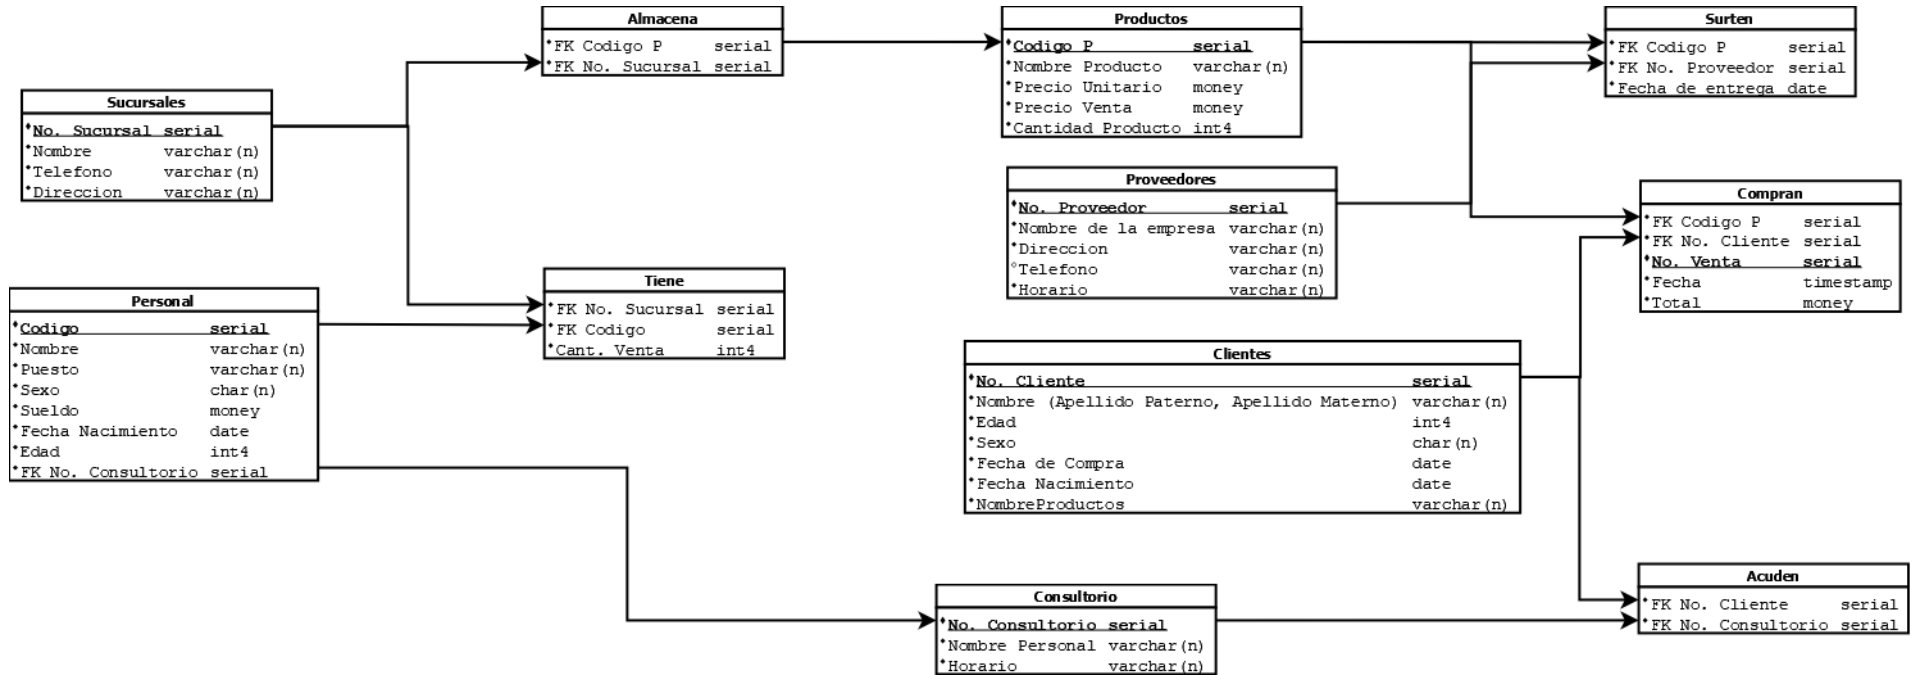 Almacena
FK Codigo P serial
FK No. Sucursal serial
Productos
Codigo P serial
Nombre Producto varchar(n)
Precio Unitario money
Precio Venta money
Cantidad Producto int4
Surten
FK Codigo P serial
FK No. Proveedor serial
Fecha de entrega date
Sucursales
No. Sucursal serial
Nombre varchar(n)
Telefono varchar(n)
Direccion varchar(n)
Proveedores
No. Proveedor serial
Nombre de la empresa varchar(n)
Direccion varchar(n)
Telefono varchar(n)
Horario varchar(n)
Compran
FK Codigo P serial
FK No. Cliente serial
No. Venta serial
Fecha timestamp
Total money
Tiene
FK No. Sucursal serial
FK Codigo serial
Cant. Venta int4
Personal
Codigo serial
Nombre varchar(n)
Puesto varchar(n)
Sexo char(n)
Sueldo money
Fecha Nacimiento date
Edad int4
FK No. Consultorio serial
Clientes
No. Cliente serial
Nombre (Apellido Paterno, Apellido Materno) varchar(n)
Edad int4
Sexo char(n)
Fecha de Compra date
Fecha Nacimiento date
NombreProductos varchar(n)
Consultorio
No. Consultorio serial
Nombre Personal varchar(n)
Horario varchar(n)
Acuden
FK No. Cliente serial
FK No. Consultorio serial